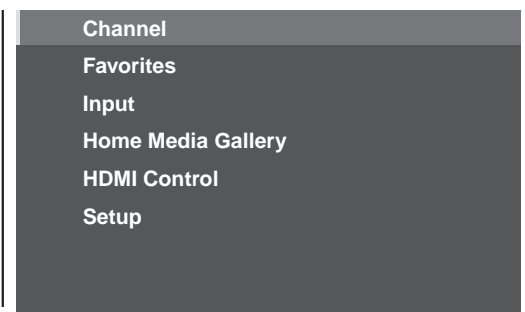 Channel
Favorites
Input
Home Media Gallery
HDMI Control
Setup